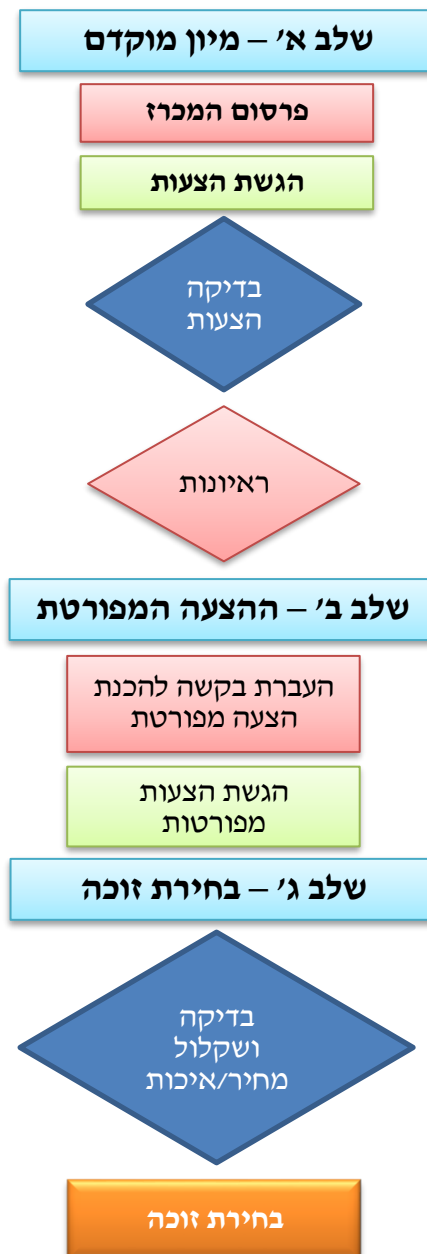 שלב א' – מיון מוקדם
פרסום המכרז
הגשת הצעות
בדיקה
הצעות
ראיונות
שלב ב' – ההצעה המפורטת
העברת בקשה להכנת
הצעה מפורטת
הגשת הצעות
מפורטות
שלב ג' – בחירת זוכה
בדיקה
ושקלול
מחיר/איכות
בחירת זוכה